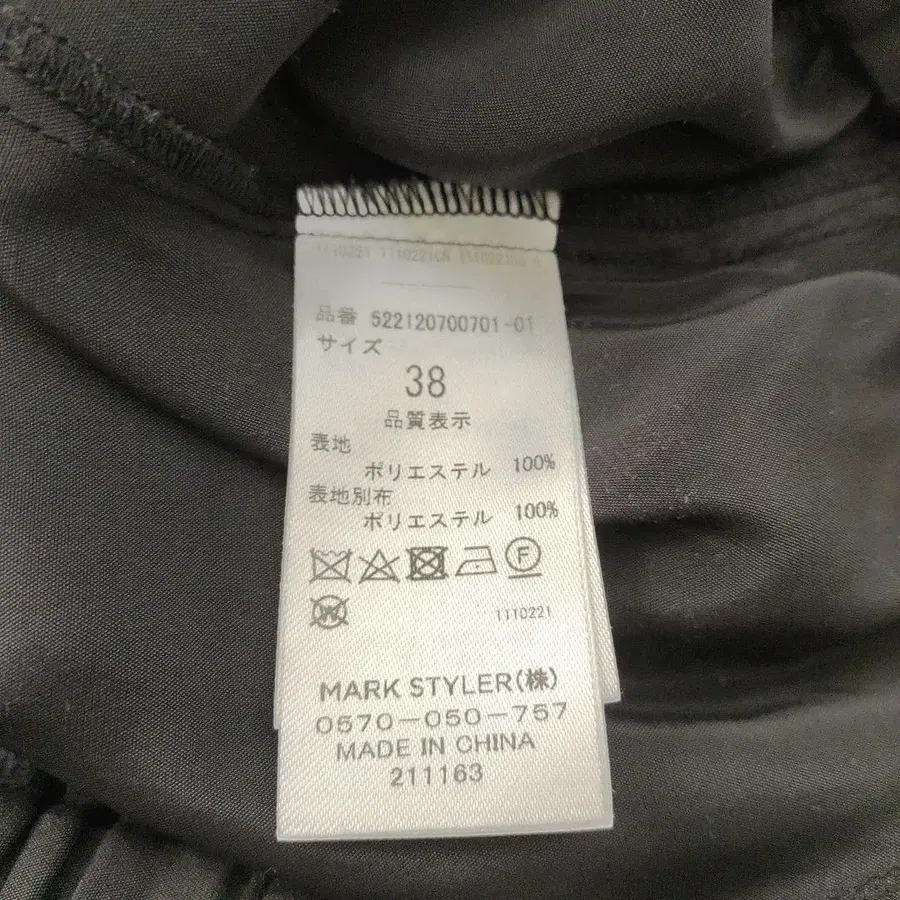 品番 522120700701-01
サイズ
38
品質表示
表地
ポリエステル 100%
表地別布
ポリエステル 100%
F
W
1110221
MARK STYLER(株)
0570-050-757
MADE IN CHINA
211163